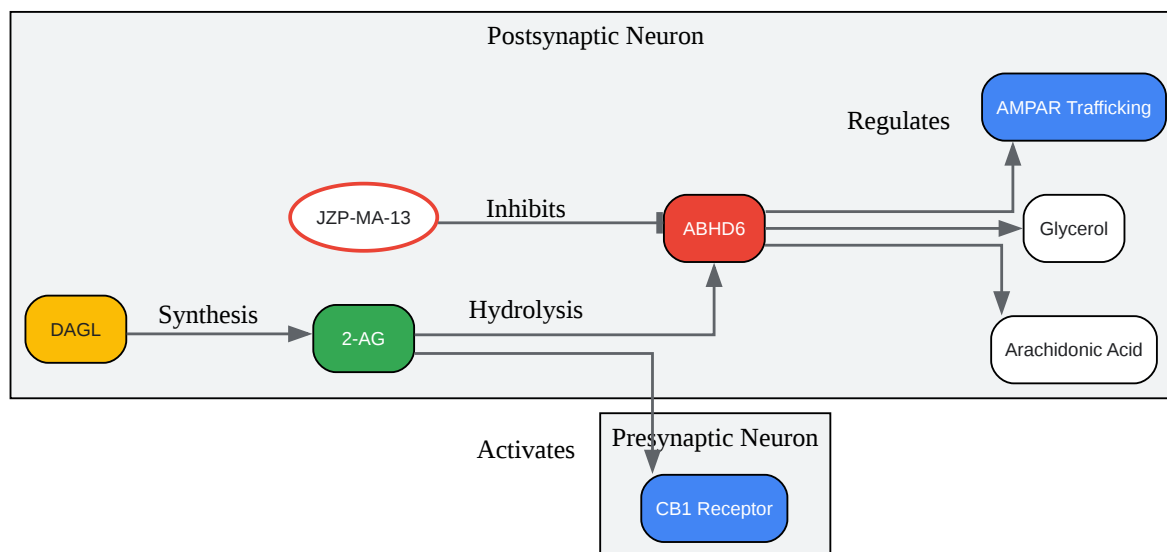 Postsynaptic Neuron
AMPAR Trafficking
Regulates
JZP-MA-13
Inhibits
ABHD6
Glycerol
DAGL
Synthesis
2-AG
Hydrolysis
Arachidonic Acid
Activates
Presynaptic Neuron
CB1 Receptor